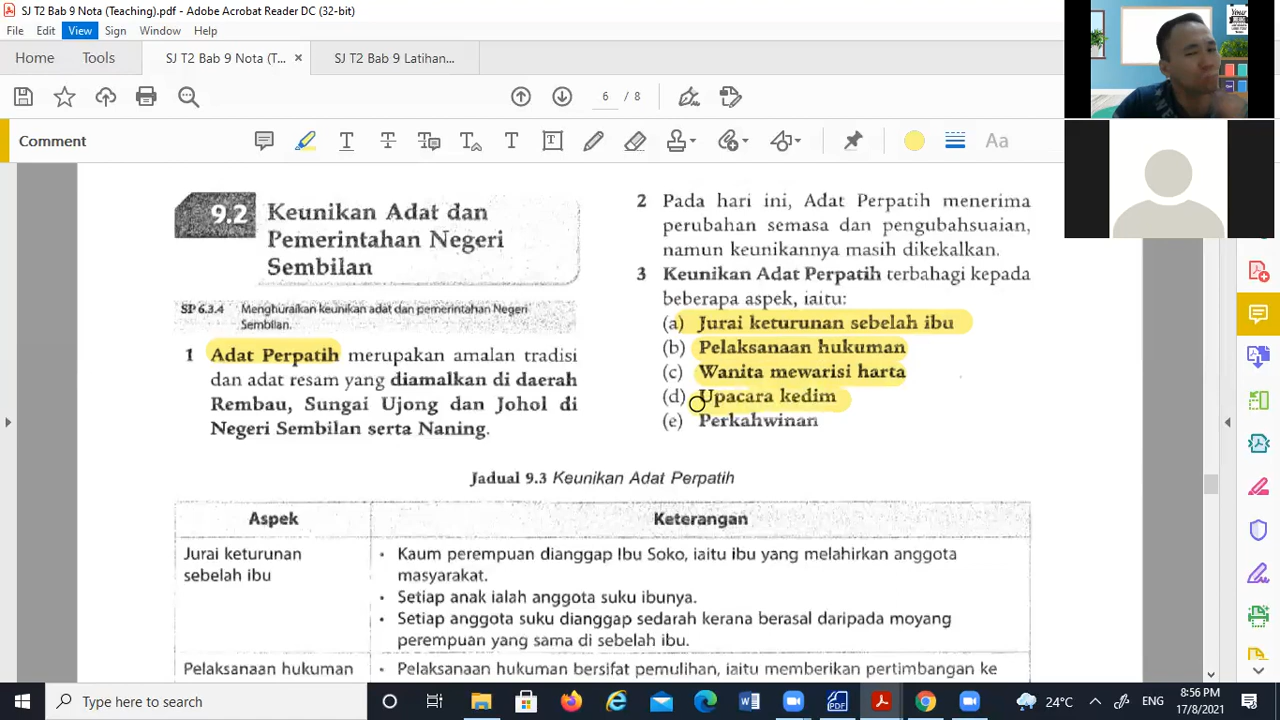 SJ T2 Bab 9 Nota (Teaching).pdf - Adobe Acrobat Reader DC (32-bit)
File Edit View Sign Window Help
Home Tools SJ T2 Bab 9 Nota (T... × SJ T2 Bab 9 Latihan...
6 / 8
Comment
Aa
9.2 Keunikan Adat dan
Pemerintahan Negeri
Sembilan
SP 6.3.4 Menghuraikan keunikan adat dan pemerintahan Negeri
Sembilan.
1 Adat Perpatih merupakan amalan tradisi
dan adat resam yang diamalkan di daerah
Rembau, Sungai Ujong dan Johol di
Negeri Sembilan serta Naning.
2 Pada hari ini, Adat Perpatih menerima
perubahan semasa dan pengubahsuaian,
namun keunikannya masih dikekalkan.
3 Keunikan Adat Perpatih terbahagi kepada
beberapa aspek, iaitu:
(a) Jurai keturunan sebelah ibu
(b) Pelaksanaan hukuman
(c) Wanita mewarisi harta
(d) Upacara kedim
(e) Perkahwinan
Jadual 9.3 Keunikan Adat Perpatih
Aspek Keterangan
Jurai keturunan
sebelah ibu
• Kaum perempuan dianggap Ibu Soko, iaitu ibu yang melahirkan anggota
masyarakat.
• Setiap anak ialah anggota suku ibunya.
• Setiap anggota suku dianggap sedarah kerana berasal daripada moyang
perempuan yang sama di sebelah ibu.
Pelaksanaan hukuman • Pelaksanaan hukuman bersifat pemulihan, iaitu memberikan pertimbangan ke
Type here to search
24°C ENG
8:56 PM
17/8/2021